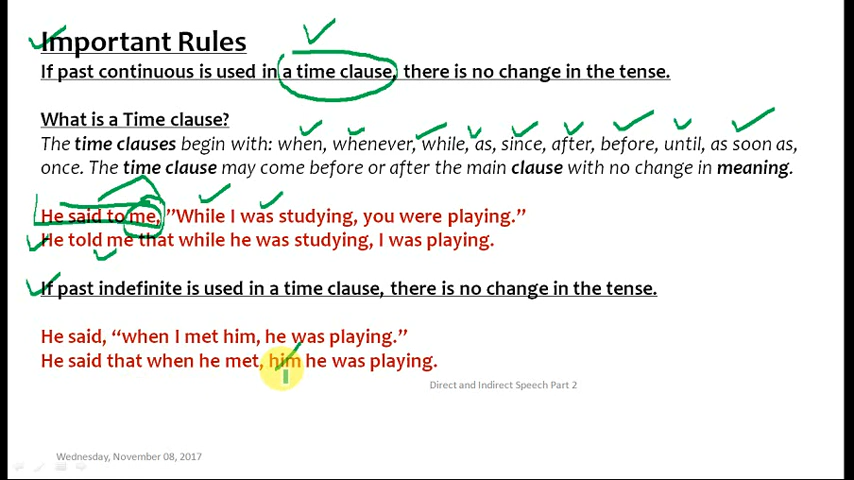 Important Rules
If past continuous is used in a time clause, there is no change in the tense.
What is a Time clause?
The time clauses begin with: when, whenever, while, as, since, after, before, until, as soon as,
once. The time clause may come before or after the main clause with no change in meaning.
He said to me, ”While I was studying, you were playing.”
He told me that while he was studying, I was playing.
If past indefinite is used in a time clause, there is no change in the tense.
He said, “when I met him, he was playing.”
He said that when he met, him he was playing.
Direct and Indirect Speech Part 2
Wednesday, November 08, 2017